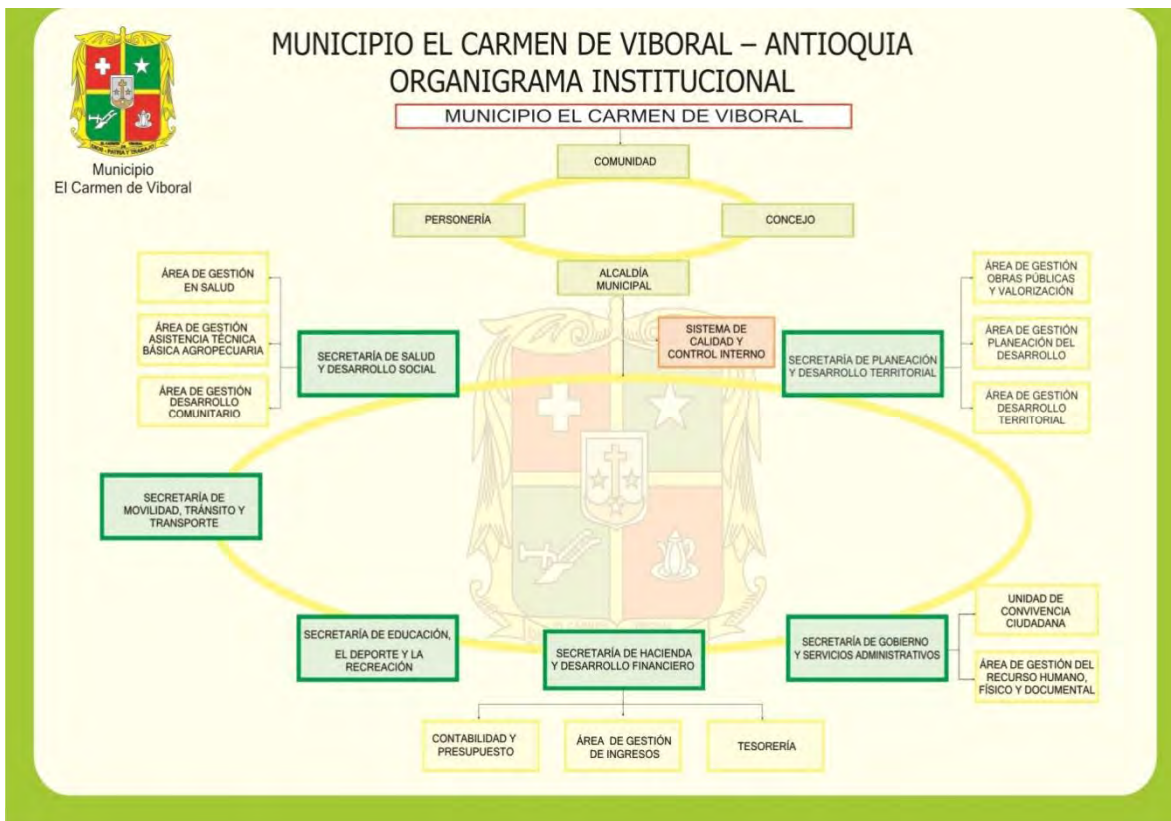 MUNICIPIO EL CARMEN DE VIBORAL – ANTIOQUIA
ORGANIGRAMA INSTITUCIONAL
MUNICIPIO EL CARMEN DE VIBORAL
Municipio
El Carmen de Viboral
COMUNIDAD
PERSONERÍA
CONCEJO
ALCALDÍA
MUNICIPAL
SISTEMA DE
CALIDAD Y
CONTROL INTERNO
ÁREA DE GESTIÓN
EN SALUD
ÁREA DE GESTIÓN
ASISTENCIA TÉCNICA
BÁSICA AGROPECUARIA
ÁREA DE GESTIÓN
DESARROLLO
COMUNITARIO
SECRETARÍA DE SALUD
Y DESARROLLO SOCIAL
SECRETARÍA DE PLANEACIÓN
Y DESARROLLO TERRITORIAL
ÁREA DE GESTIÓN
OBRAS PÚBLICAS
Y VALORIZACIÓN
ÁREA DE GESTIÓN
PLANEACIÓN DEL
DESARROLLO
ÁREA DE GESTIÓN
DESARROLLO
TERRITORIAL
SECRETARÍA DE
MOVILIDAD, TRÁNSITO Y
TRANSPORTE
SECRETARÍA DE EDUCACIÓN,
EL DEPORTE Y LA
RECREACIÓN
SECRETARÍA DE HACIENDA
Y DESARROLLO FINANCIERO
SECRETARÍA DE GOBIERNO
Y SERVICIOS ADMINISTRATIVOS
UNIDAD DE
CONVIVENCIA
CIUDADANA
ÁREA DE GESTIÓN DEL
RECURSO HUMANO,
FÍSICO Y DOCUMENTAL
CONTABILIDAD Y
PRESUPUESTO
ÁREA DE GESTIÓN
DE INGRESOS
TESORERÍA